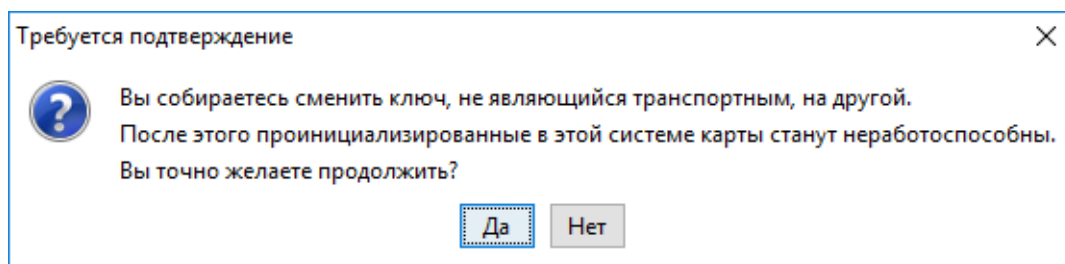 Требуется подтверждение
Вы собираетесь сменить ключ, не являющийся транспортным, на другой.
После этого проинициализированные в этой системе карты станут неработоспособны.
Вы точно желаете продолжить?
Да Нет